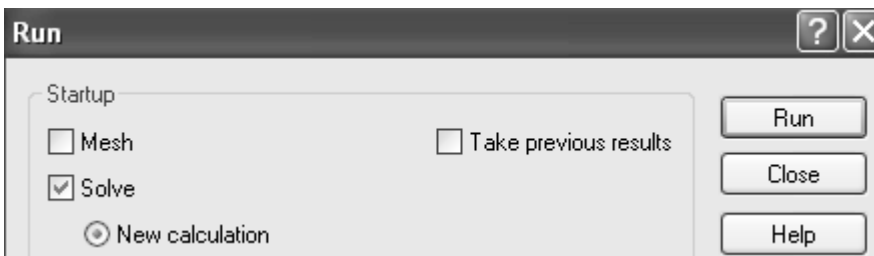 Run
Startup
Mesh
Take previous results
Run
Solve
Close
New calculation
Help